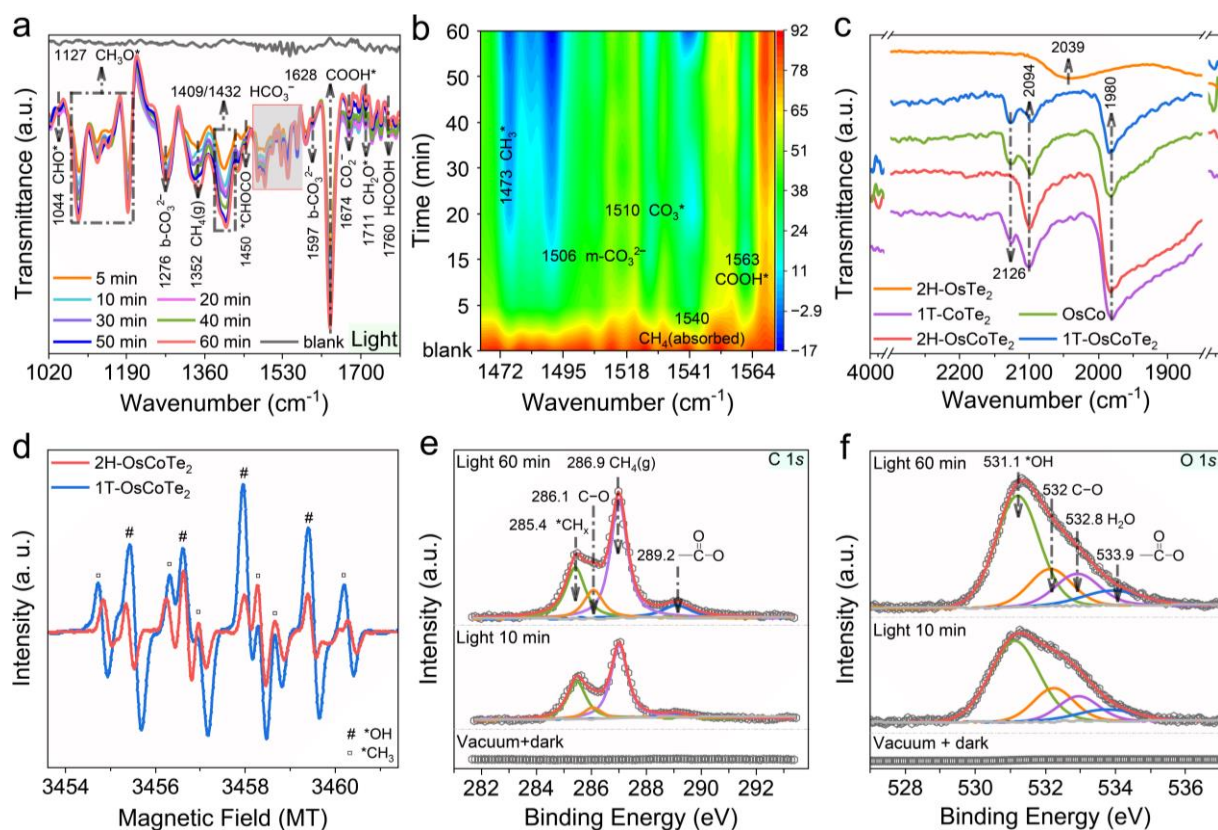 a
1127 CH₃O*
1628 COOH*
1409/1432 HCO₃⁻
1044 CHO*
1276 b-CO₃²⁻
1352 CH₄(g)
1450 *CHOCO
1597 b-CO₃²⁻
1674 CO₂⁻
1711 CH₂O*
1760 HCOOH
5 min
10 min
20 min
30 min
40 min
50 min
60 min
blank
Light
Transmittance (a.u.)
1020 1190 1360 1530 1700
Wavenumber (cm⁻¹)
b
60
50
40
30
20
15
5
blank
Time (min)
1473 CH₃*
1510 CO₃*
1506 m-CO₃²⁻
1563
COOH*
1540
CH₄(absorbed)
92
78
65
51
38
24
11
-2.9
-17
1472 1495 1518 1541 1564
Wavenumber (cm⁻¹)
c
2039
2094
1980
2126
2H-OsTe₂
1T-CoTe₂
OsCo
2H-OsCoTe₂
1T-OsCoTe₂
Transmittance (a.u.)
4000 2200 2100 2000 1900
Wavenumber (cm⁻¹)
d
2H-OsCoTe₂
1T-OsCoTe₂
# # # #
# *OH
▫ *CH₃
Intensity (a. u.)
3454 3456 3458 3460
Magnetic Field (MT)
e
Light 60 min
286.9 CH₄(g)
C 1s
286.1 C−O
285.4 *CHₓ
289.2 —C—O
O
Light 10 min
Vacuum+dark
Intensity (a. u.)
282 284 286 288 290 292
Binding Energy (eV)
f
Light 60 min
531.1 *OH
O 1s
532 C−O
532.8 H₂O
533.9 —C—O
O
Light 10 min
Vacuum + dark
Intensity (a. u.)
528 530 532 534 536
Binding Energy (eV)